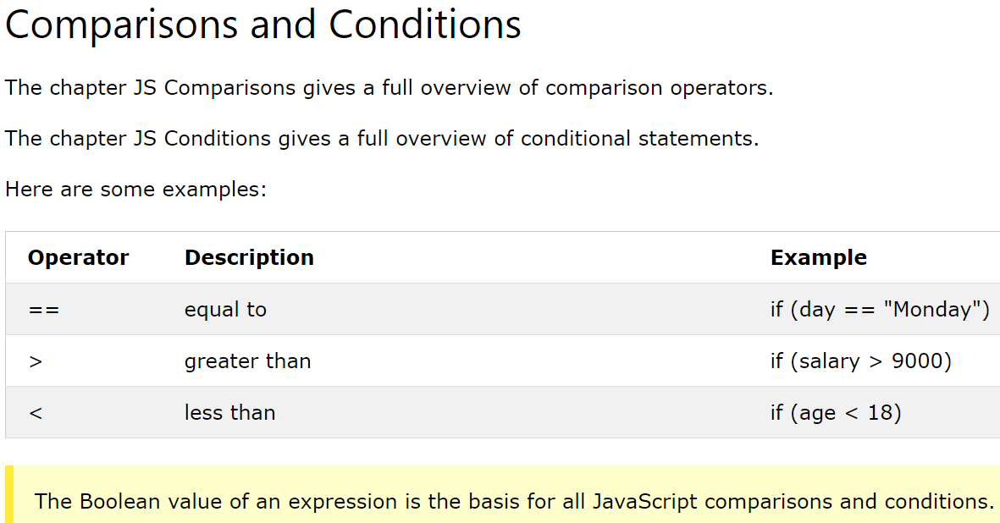 Comparisons and Conditions
The chapter JS Comparisons gives a full overview of comparison operators.
The chapter JS Conditions gives a full overview of conditional statements.
Here are some examples:
Operator Description Example
== equal to if (day == "Monday")
> greater than if (salary > 9000)
< less than if (age < 18)
The Boolean value of an expression is the basis for all JavaScript comparisons and conditions.